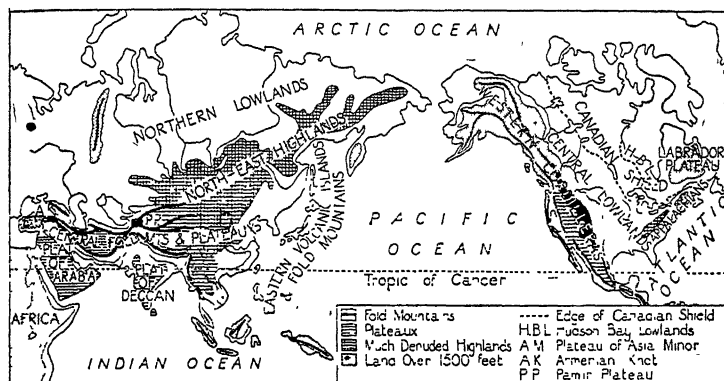 ARCTIC OCEAN
NORTHERN LOWLANDS
NORTH-EAST HIGHLANDS
EASTERN VOLCANIC ISLANDS
& FOLD MOUNTAINS
PP
& PLATEAUS
PLAT
OF
ARABIA
PLAT
OF
DECCAN
AFRICA
INDIAN OCEAN
PACIFIC
OCEAN
Tropic of Cancer
WESTERN
CENTRAL LOWLANDS
CANADIAN
H.B.L.
LABRADOR
PLATEAU
ATLANTIC
OCEAN
Fold Mountains
Plateaux
Much Denuded Highlands
Land Over 1500 feet
Edge of Canadian Shield
H.B.L. Hudson Bay Lowlands
A M Plateau of Asia Minor
A K Armenian Knot
P P Pamir Plateau